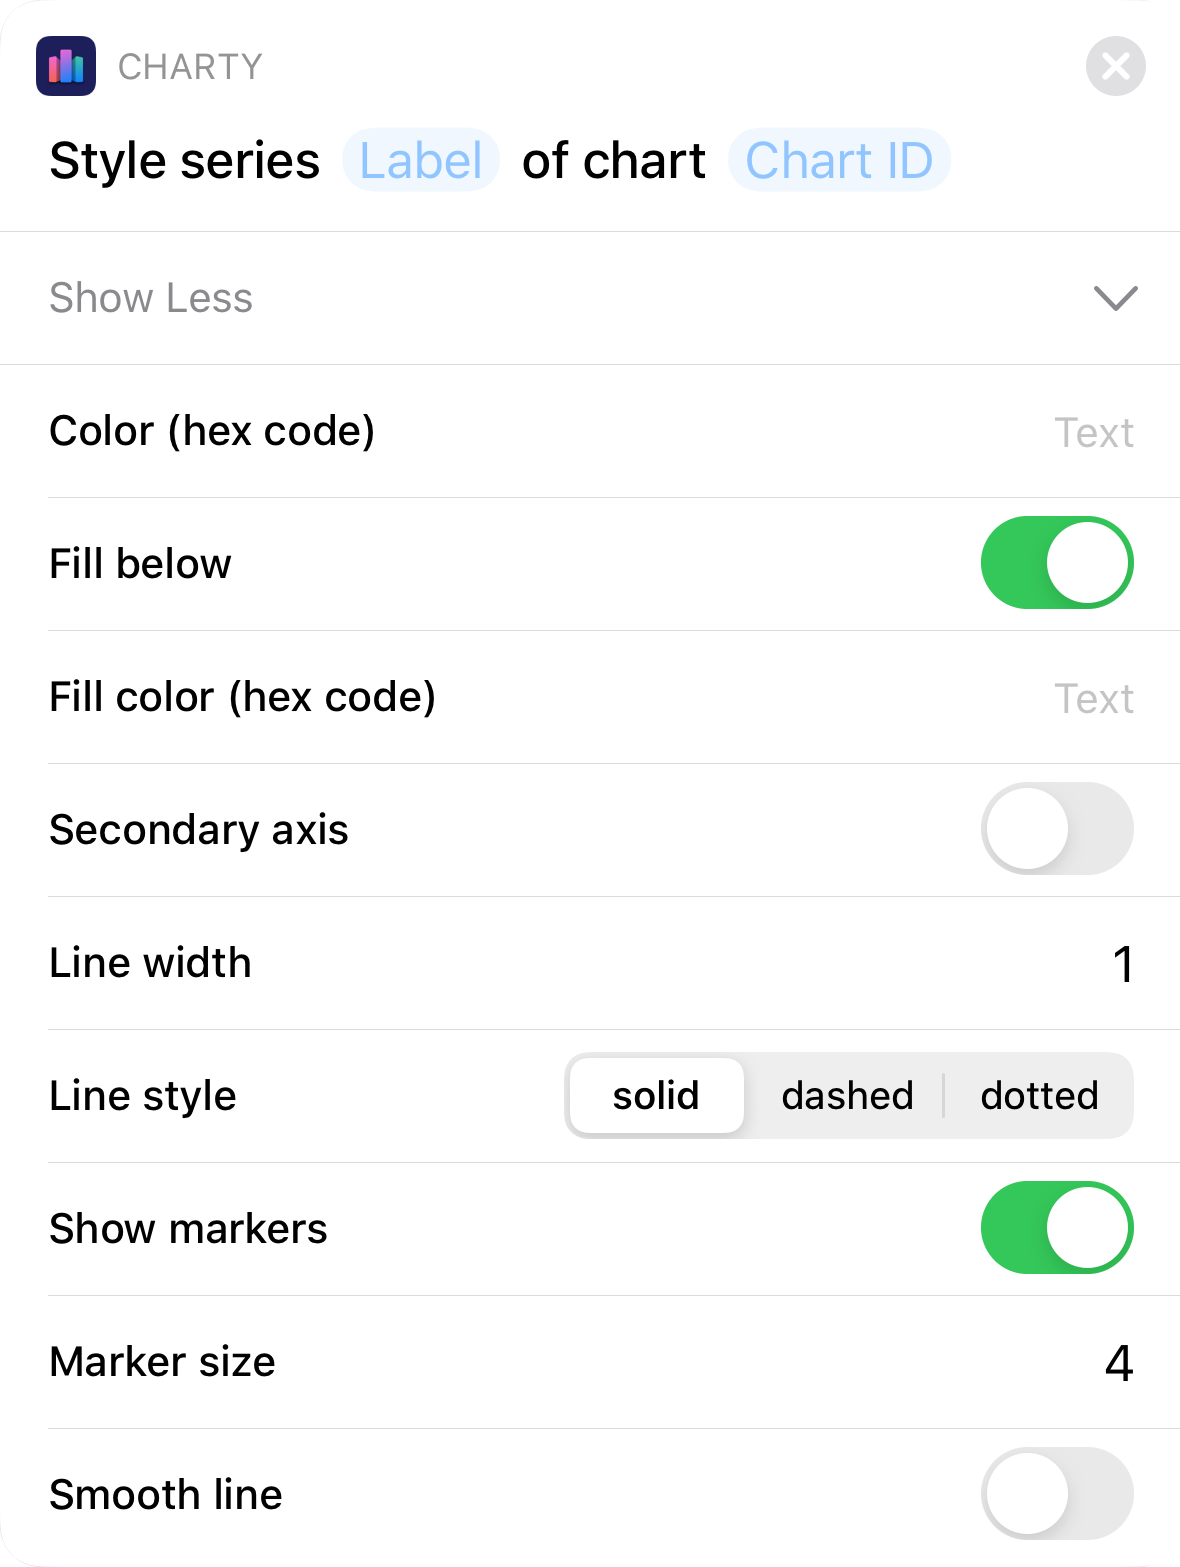 CHARTY
Style series Label of chart Chart ID
Show Less
Color (hex code) Text
Fill below
Fill color (hex code) Text
Secondary axis
Line width 1
Line style solid dashed dotted
Show markers
Marker size 4
Smooth line